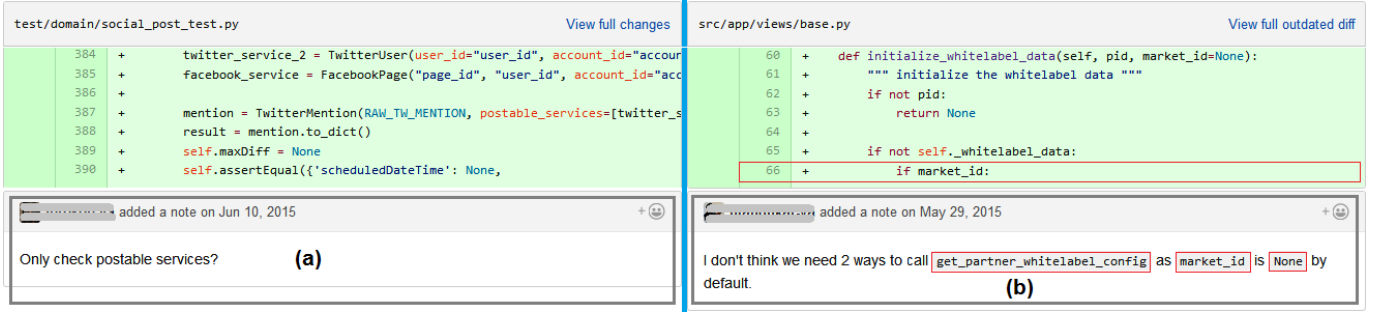 test/domain/social_post_test.py View full changes
384 + twitter_service_2 = TwitterUser(user_id="user_id", account_id="accour
385 + facebook_service = FacebookPage("page_id", "user_id", account_id="acc
386 +
387 + mention = TwitterMention(RAW_TW_MENTION, postable_services=[twitter_s
388 + result = mention.to_dict()
389 + self.maxDiff = None
390 + self.assertEqual({'scheduledDateTime': None,
added a note on Jun 10, 2015
Only check postable services?
(a)
src/app/views/base.py View full outdated diff
60 + def initialize_whitelabel_data(self, pid, market_id=None):
61 + """ initialize the whitelabel data """
62 + if not pid:
63 + return None
64 +
65 + if not self._whitelabel_data:
66 + if market_id:
added a note on May 29, 2015
I don't think we need 2 ways to call get_partner_whitelabel_config as market_id is None by
default.
(b)